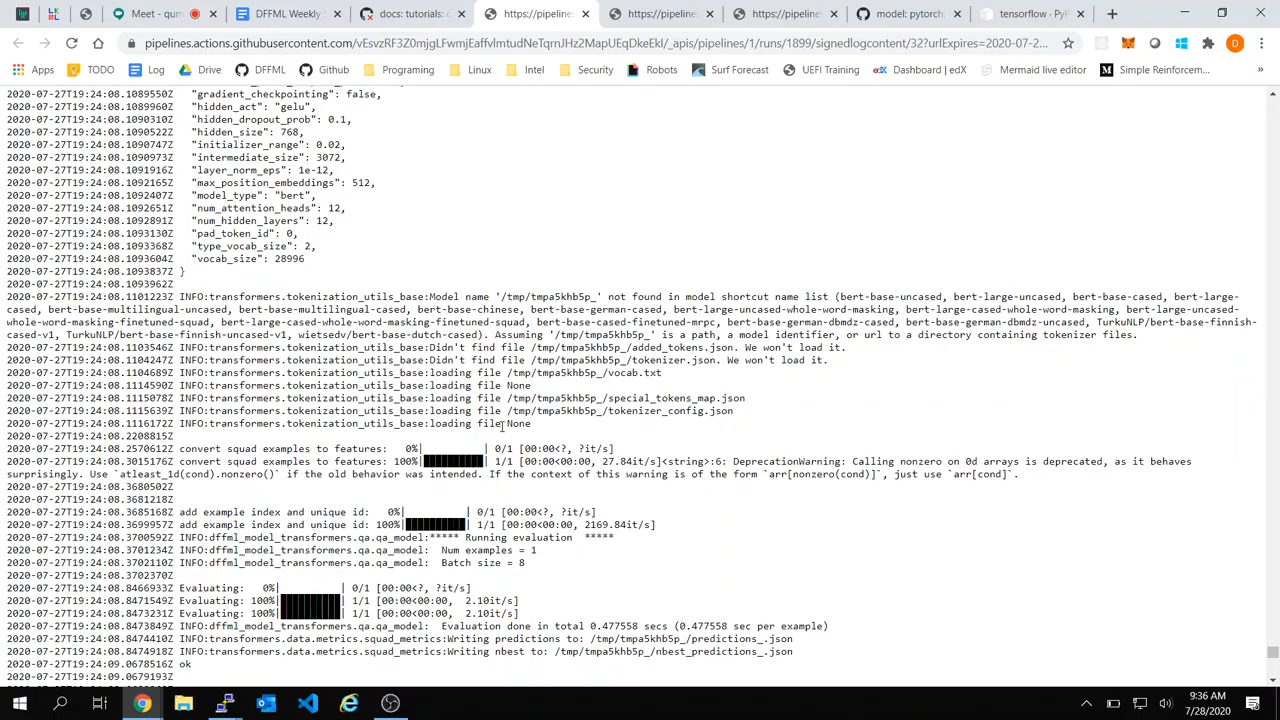 Meet - qum
DFFML Weekly
docs: tutorials: c
https://pipelines
https://pipelines
https://pipelines
model: pytorc
tensorflow - PyP
pipelines.actions.githubusercontent.com/vEsvzRF3Z0mjgLFwmjEaffvlmtudNeTqrnJHz2MapUEqDkeEkI/_apis/pipelines/1/runs/1899/signedlogcontent/32?urlExpires=2020-07-2...
Apps TODO Log Drive DFFML Github Programing Linux Intel Security Robots Surf Forecast UEFI Training Dashboard | edX Mermaid live editor Simple Reinforcem... »
2020-07-27T19:24:08.1089550Z "gradient_checkpointing": false,
2020-07-27T19:24:08.1089960Z "hidden_act": "gelu",
2020-07-27T19:24:08.1090310Z "hidden_dropout_prob": 0.1,
2020-07-27T19:24:08.1090522Z "hidden_size": 768,
2020-07-27T19:24:08.1090747Z "initializer_range": 0.02,
2020-07-27T19:24:08.1090973Z "intermediate_size": 3072,
2020-07-27T19:24:08.1091916Z "layer_norm_eps": 1e-12,
2020-07-27T19:24:08.1092165Z "max_position_embeddings": 512,
2020-07-27T19:24:08.1092407Z "model_type": "bert",
2020-07-27T19:24:08.1092651Z "num_attention_heads": 12,
2020-07-27T19:24:08.1092891Z "num_hidden_layers": 12,
2020-07-27T19:24:08.1093130Z "pad_token_id": 0,
2020-07-27T19:24:08.1093368Z "type_vocab_size": 2,
2020-07-27T19:24:08.1093604Z "vocab_size": 28996
2020-07-27T19:24:08.1093837Z }
2020-07-27T19:24:08.1093962Z
2020-07-27T19:24:08.1101223Z INFO:transformers.tokenization_utils_base:Model name '/tmp/tmpa5khb5p_' not found in model shortcut name list (bert-base-uncased, bert-large-uncased, bert-base-cased, bert-large-
cased, bert-base-multilingual-uncased, bert-base-multilingual-cased, bert-base-chinese, bert-base-german-cased, bert-large-uncased-whole-word-masking, bert-large-cased-whole-word-masking, bert-large-uncased-
whole-word-masking-finetuned-squad, bert-large-cased-whole-word-masking-finetuned-squad, bert-base-cased-finetuned-mrpc, bert-base-german-dbmdz-cased, bert-base-german-dbmdz-uncased, TurkuNLP/bert-base-finnish-
cased-v1, TurkuNLP/bert-base-finnish-uncased-v1, wietsedv/bert-base-dutch-cased). Assuming '/tmp/tmpa5khb5p_' is a path, a model identifier, or url to a directory containing tokenizer files.
2020-07-27T19:24:08.1103546Z INFO:transformers.tokenization_utils_base:Didn't find file /tmp/tmpa5khb5p_/added_tokens.json. We won't load it.
2020-07-27T19:24:08.1104247Z INFO:transformers.tokenization_utils_base:Didn't find file /tmp/tmpa5khb5p_/tokenizer.json. We won't load it.
2020-07-27T19:24:08.1104689Z INFO:transformers.tokenization_utils_base:loading file /tmp/tmpa5khb5p_/vocab.txt
2020-07-27T19:24:08.1114590Z INFO:transformers.tokenization_utils_base:loading file None
2020-07-27T19:24:08.1115078Z INFO:transformers.tokenization_utils_base:loading file /tmp/tmpa5khb5p_/special_tokens_map.json
2020-07-27T19:24:08.1115639Z INFO:transformers.tokenization_utils_base:loading file /tmp/tmpa5khb5p_/tokenizer_config.json
2020-07-27T19:24:08.1116172Z INFO:transformers.tokenization_utils_base:loading file None
2020-07-27T19:24:08.2208815Z
2020-07-27T19:24:08.2570612Z convert squad examples to features: 0%| | 0/1 [00:00<?, ?it/s]
2020-07-27T19:24:08.3015176Z convert squad examples to features: 100%|██████████| 1/1 [00:00<00:00, 27.84it/s]<string>:6: DeprecationWarning: Calling nonzero on 0d arrays is deprecated, as it behaves
surprisingly. Use `atleast_1d(cond).nonzero()` if the old behavior was intended. If the context of this warning is of the form `arr[nonzero(cond)]`, just use `arr[cond]`.
2020-07-27T19:24:08.3680502Z
2020-07-27T19:24:08.3681218Z
2020-07-27T19:24:08.3685168Z add example index and unique id: 0%| | 0/1 [00:00<?, ?it/s]
2020-07-27T19:24:08.3699957Z add example index and unique id: 100%|██████████| 1/1 [00:00<00:00, 2169.84it/s]
2020-07-27T19:24:08.3700592Z INFO:dffml_model_transformers.qa.qa_model:***** Running evaluation *****
2020-07-27T19:24:08.3701234Z INFO:dffml_model_transformers.qa.qa_model: Num examples = 1
2020-07-27T19:24:08.3702110Z INFO:dffml_model_transformers.qa.qa_model: Batch size = 8
2020-07-27T19:24:08.3702370Z
2020-07-27T19:24:08.8466933Z Evaluating: 0%| | 0/1 [00:00<?, ?it/s]
2020-07-27T19:24:08.8471549Z Evaluating: 100%|██████████| 1/1 [00:00<00:00, 2.10it/s]
2020-07-27T19:24:08.8473231Z Evaluating: 100%|██████████| 1/1 [00:00<00:00, 2.10it/s]
2020-07-27T19:24:08.8473849Z INFO:dffml_model_transformers.qa.qa_model: Evaluation done in total 0.477558 secs (0.477558 sec per example)
2020-07-27T19:24:08.8474410Z INFO:transformers.data.metrics.squad_metrics:Writing predictions to: /tmp/tmpa5khb5p_/predictions_.json
2020-07-27T19:24:08.8474918Z INFO:transformers.data.metrics.squad_metrics:Writing nbest to: /tmp/tmpa5khb5p_/nbest_predictions_.json
2020-07-27T19:24:09.0678516Z ok
2020-07-27T19:24:09.0679193Z
9:36 AM
7/28/2020